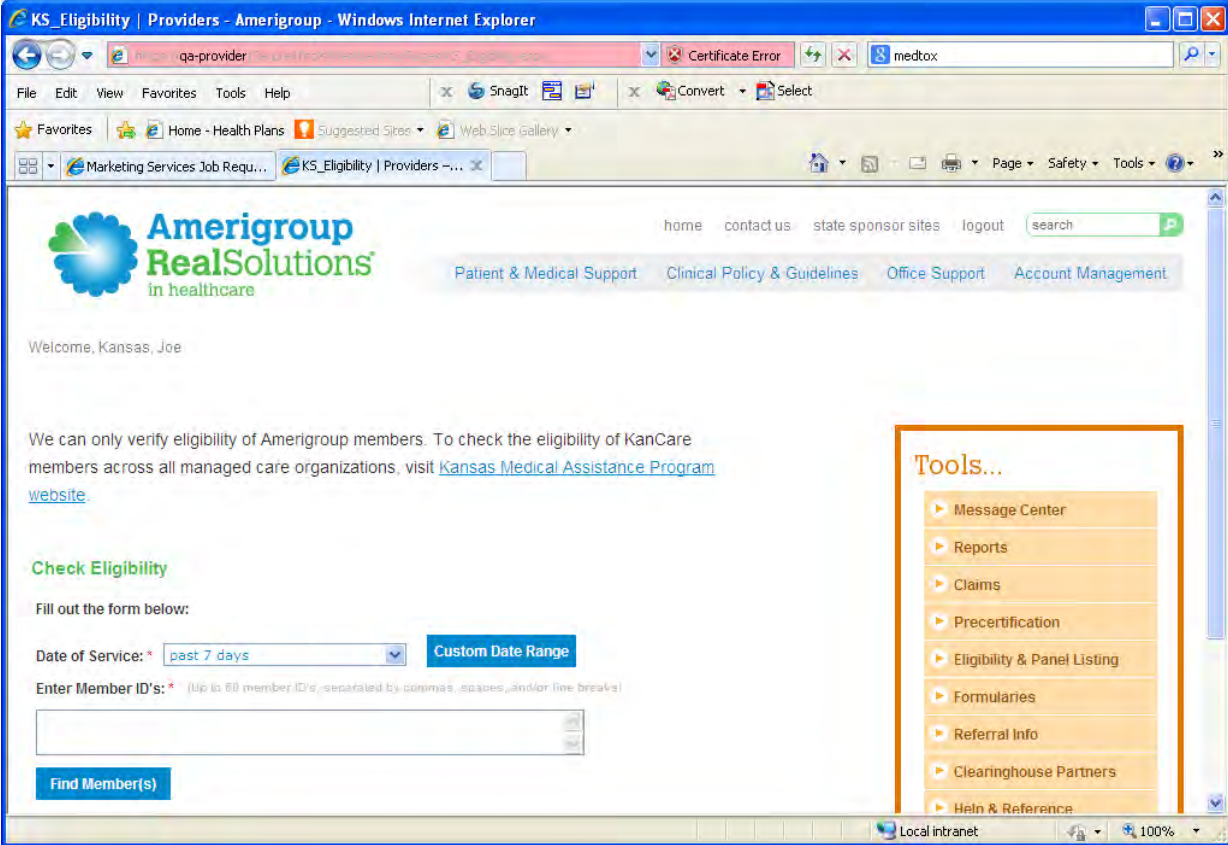 KS_Eligibility | Providers - Amerigroup - Windows Internet Explorer
qa-provider
Certificate Error
medtox
File Edit View Favorites Tools Help
x SnagIt
x Convert Select
Favorites Home - Health Plans Suggested Sites Web Slice Gallery
Marketing Services Job Requ... KS_Eligibility | Providers –... x
Page Safety Tools »
Amerigroup
RealSolutions®
in healthcare
home contact us state sponsor sites logout search
Patient & Medical Support Clinical Policy & Guidelines Office Support Account Management
Welcome, Kansas, Joe
We can only verify eligibility of Amerigroup members. To check the eligibility of KanCare
members across all managed care organizations, visit Kansas Medical Assistance Program
website.
Check Eligibility
Fill out the form below:
Date of Service: * past 7 days Custom Date Range
Enter Member ID's: * (Up to member ID's, separated by commas, spaces, and/or line breaks)
Find Member(s)
Tools...
Message Center
Reports
Claims
Precertification
Eligibility & Panel Listing
Formularies
Referral Info
Clearinghouse Partners
Help & Reference
Local intranet 100%